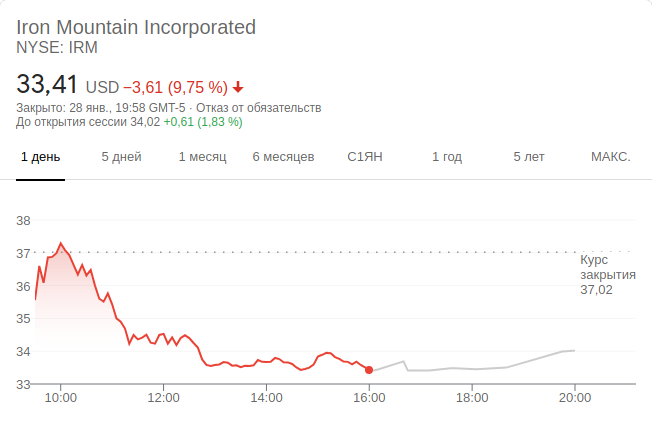 Iron Mountain Incorporated
NYSE: IRM
33,41 USD −3,61 (9,75 %)
Закрыто: 28 янв., 19:58 GMT-5 · Отказ от обязательств
До открытия сессии 34,02 +0,61 (1,83 %)
1 день 5 дней 1 месяц 6 месяцев С1ЯН 1 год 5 лет МАКС.
38
37
Курс
закрытия
37,02
36
35
34
33
10:00 12:00 14:00 16:00 18:00 20:00